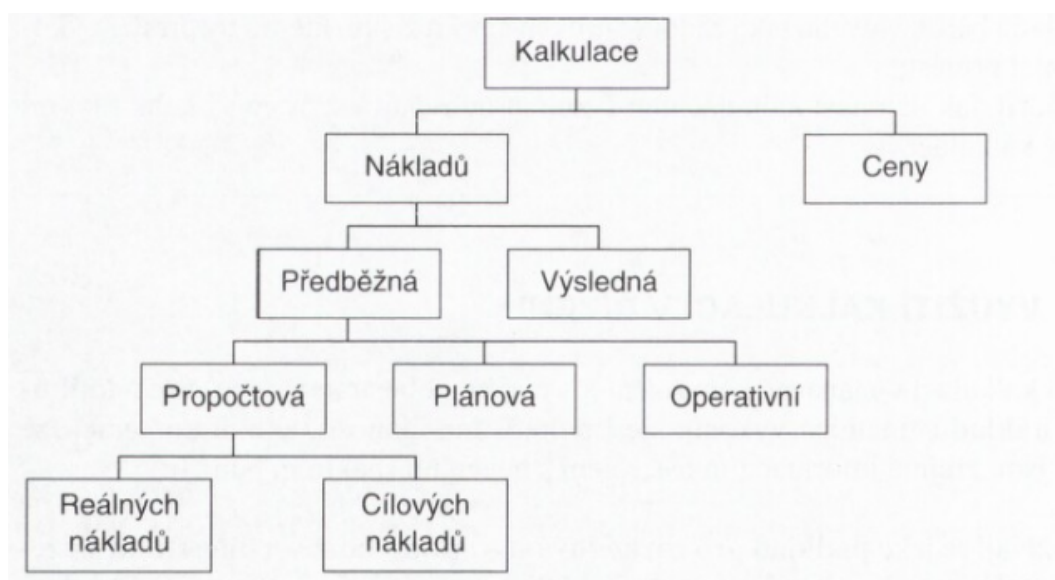 Kalkulace
Nákladů
Ceny
Předběžná
Výsledná
Propočtová
Plánová
Operativní
Reálných
nákladů
Cílových
nákladů